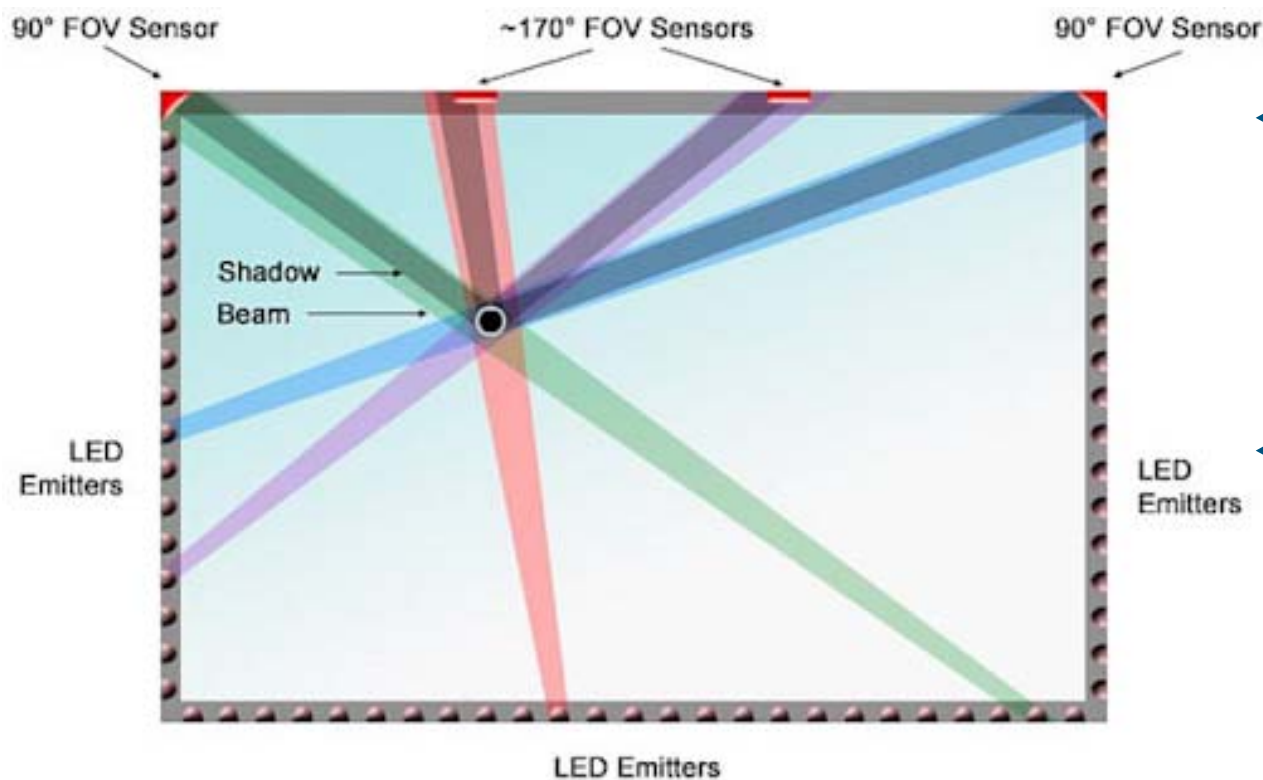 90° FOV Sensor
~170° FOV Sensors
90° FOV Sensor
Shadow
Beam
LED
Emitters
LED
Emitters
LED Emitters